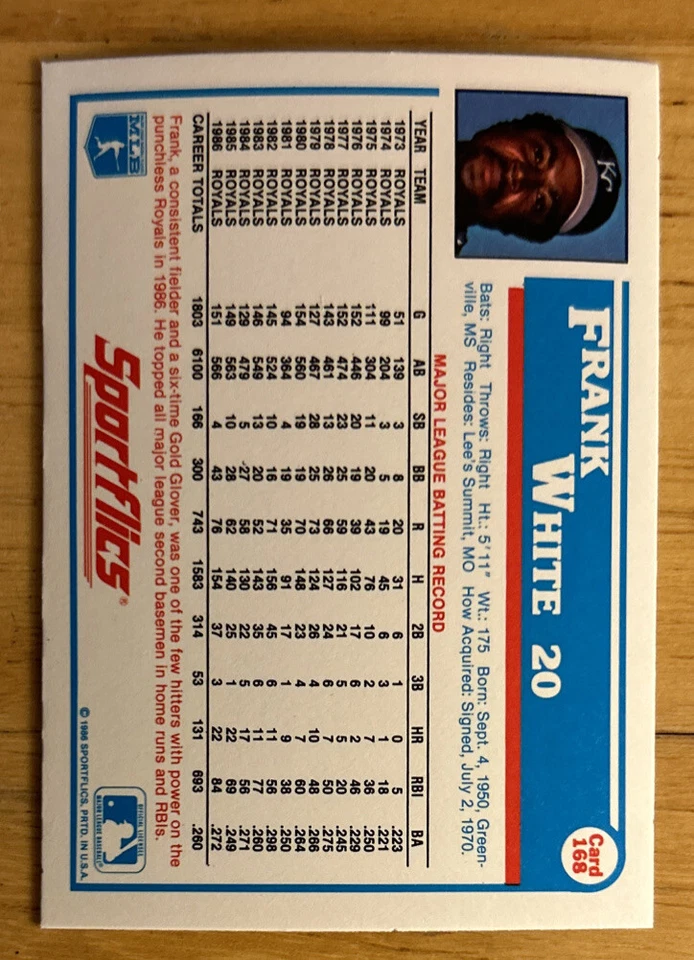 FRANK WHITE 20
Card 168
KC
Bats: Right Throws: Right Ht.: 5'11" Wt.: 175 Born: Sept. 4, 1950, Green-
ville, MS Resides: Lee's Summit, MO How Acquired: Signed, July 2, 1970.
MAJOR LEAGUE BATTING RECORD
YEAR TEAM G AB SB BB R H 2B 3B HR RBI BA
1973 ROYALS 51 139 3 8 20 31 6 1 0 5 .223
1974 ROYALS 99 204 3 5 19 45 6 3 1 18 .221
1975 ROYALS 111 304 11 20 43 76 10 2 7 36 .250
1976 ROYALS 152 446 20 19 39 102 17 6 2 46 .229
1977 ROYALS 152 474 23 25 59 116 21 5 5 20 .245
1978 ROYALS 143 461 13 26 66 127 24 6 7 50 .275
1979 ROYALS 127 467 28 25 73 124 26 4 10 48 .266
1980 ROYALS 154 560 19 19 70 148 23 4 7 60 .264
1981 ROYALS 94 364 4 19 35 91 17 1 9 38 .250
1982 ROYALS 145 524 10 16 71 156 45 6 11 56 .298
1983 ROYALS 146 549 13 20 52 143 35 6 11 77 .260
1984 ROYALS 129 479 5 27 58 130 22 5 17 56 .271
1985 ROYALS 149 563 10 28 62 140 25 1 22 69 .249
1986 ROYALS 151 566 4 43 76 154 37 3 22 84 .272
CAREER TOTALS 1803 6100 166 300 743 1583 314 53 131 693 .260
Frank, a consistent fielder and a six-time Gold Glover, was one of the few hitters with power on the
punchless Royals in 1986. He topped all major league second basemen in home runs and RBIs.
MLB
Sportflics®
OFFICIAL LICENSEE
MAJOR LEAGUE BASEBALL
© 1986 SPORTFLICS, PRTD. IN U.S.A.